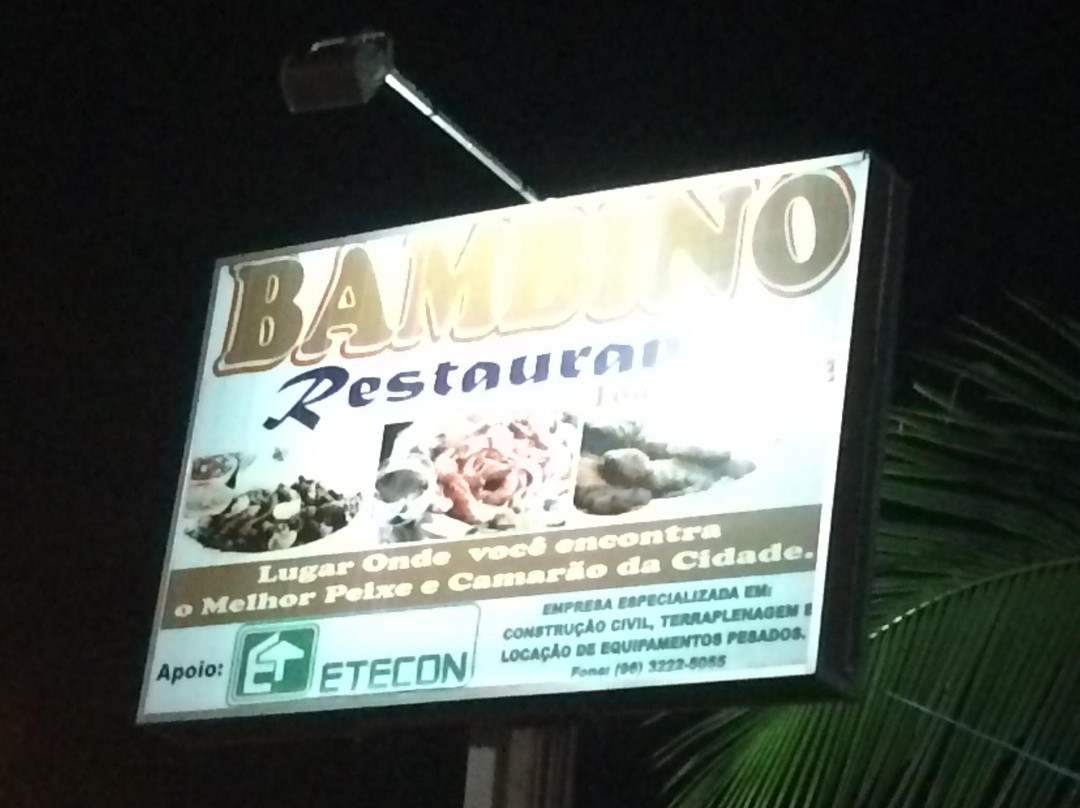 BAMBINO
Restauran
Lugar Onde você encontra
o Melhor Peixe e Camarão da Cidade.
Apoio:
ETECON
EMPRESA ESPECIALIZADA EM:
CONSTRUÇÃO CIVIL, TERRAPLENAGEM E
LOCAÇÃO DE EQUIPAMENTOS PESADOS.
Fone: (96) 3222-5055